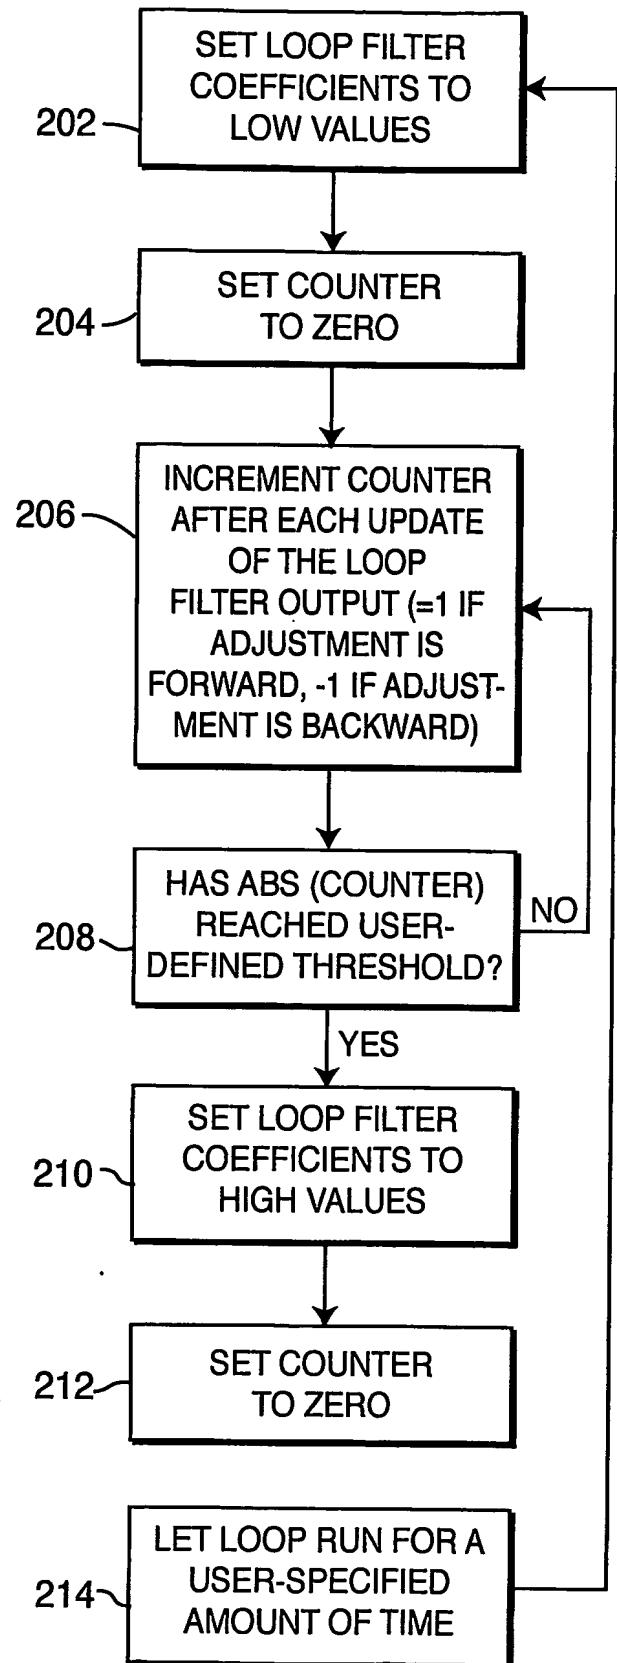 SET LOOP FILTER
COEFFICIENTS TO
LOW VALUES
202
SET COUNTER
TO ZERO
204
INCREMENT COUNTER
AFTER EACH UPDATE
OF THE LOOP
FILTER OUTPUT (=1 IF
ADJUSTMENT IS
FORWARD, -1 IF ADJUST-
MENT IS BACKWARD)
206
HAS ABS (COUNTER)
REACHED USER-
DEFINED THRESHOLD?
208
NO
YES
SET LOOP FILTER
COEFFICIENTS TO
HIGH VALUES
210
SET COUNTER
TO ZERO
212
LET LOOP RUN FOR A
USER-SPECIFIED
AMOUNT OF TIME
214